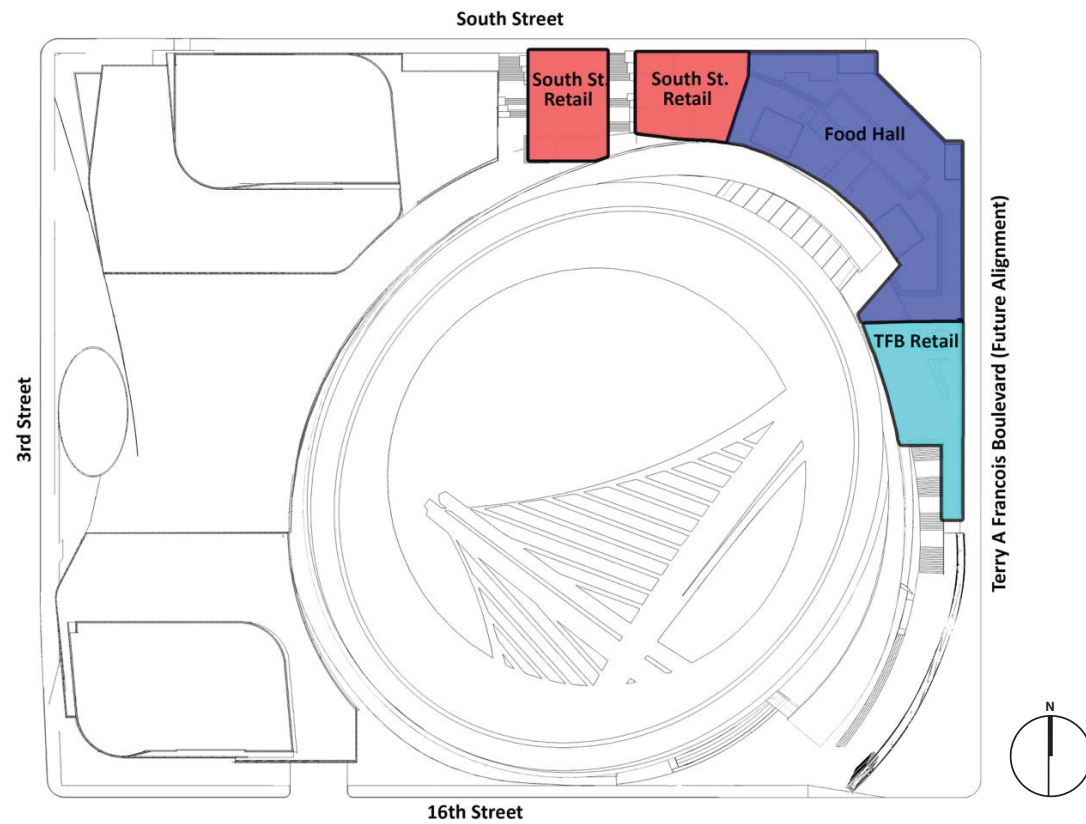 South Street
South St.
Retail
South St.
Retail
Food Hall
TFB Retail
3rd Street
Terry A Francois Boulevard (Future Alignment)
16th Street
N